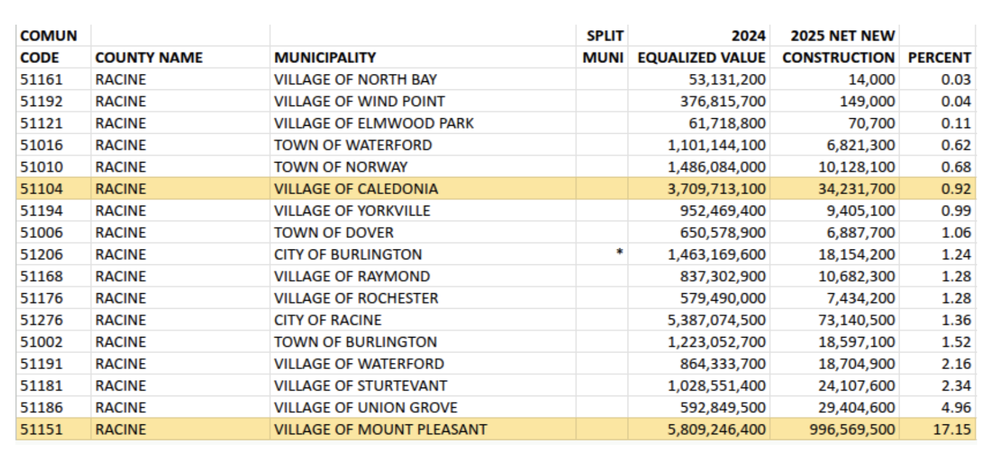 COMUN SPLIT 2024 2025 NET NEW
CODE COUNTY NAME MUNICIPALITY MUNI EQUALIZED VALUE CONSTRUCTION PERCENT
51161 RACINE VILLAGE OF NORTH BAY 53,131,200 14,000 0.03
51192 RACINE VILLAGE OF WIND POINT 376,815,700 149,000 0.04
51121 RACINE VILLAGE OF ELMWOOD PARK 61,718,800 70,700 0.11
51016 RACINE TOWN OF WATERFORD 1,101,144,100 6,821,300 0.62
51010 RACINE TOWN OF NORWAY 1,486,084,000 10,128,100 0.68
51104 RACINE VILLAGE OF CALEDONIA 3,709,713,100 34,231,700 0.92
51194 RACINE VILLAGE OF YORKVILLE 952,469,400 9,405,100 0.99
51006 RACINE TOWN OF DOVER 650,578,900 6,887,700 1.06
51206 RACINE CITY OF BURLINGTON * 1,463,169,600 18,154,200 1.24
51168 RACINE VILLAGE OF RAYMOND 837,302,900 10,682,300 1.28
51176 RACINE VILLAGE OF ROCHESTER 579,490,000 7,434,200 1.28
51276 RACINE CITY OF RACINE 5,387,074,500 73,140,500 1.36
51002 RACINE TOWN OF BURLINGTON 1,223,052,700 18,597,100 1.52
51191 RACINE VILLAGE OF WATERFORD 864,333,700 18,704,900 2.16
51181 RACINE VILLAGE OF STURTEVANT 1,028,551,400 24,107,600 2.34
51186 RACINE VILLAGE OF UNION GROVE 592,849,500 29,404,600 4.96
51151 RACINE VILLAGE OF MOUNT PLEASANT 5,809,246,400 996,569,500 17.15